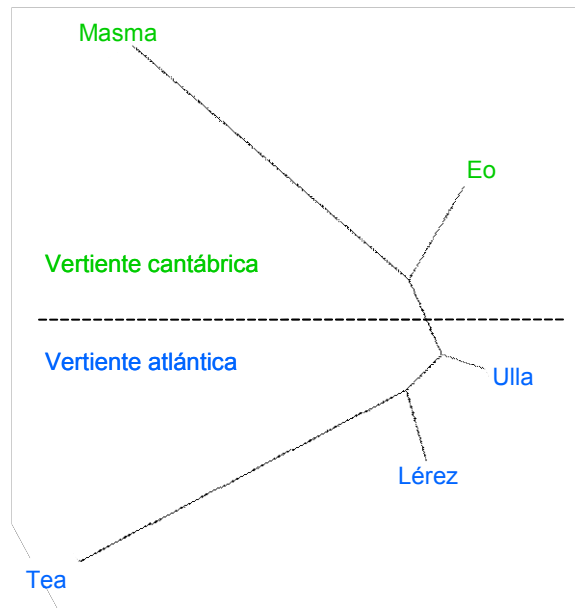 Masma
Eo
Vertiente cantábrica
Vertiente atlántica
Ulla
Lérez
Tea